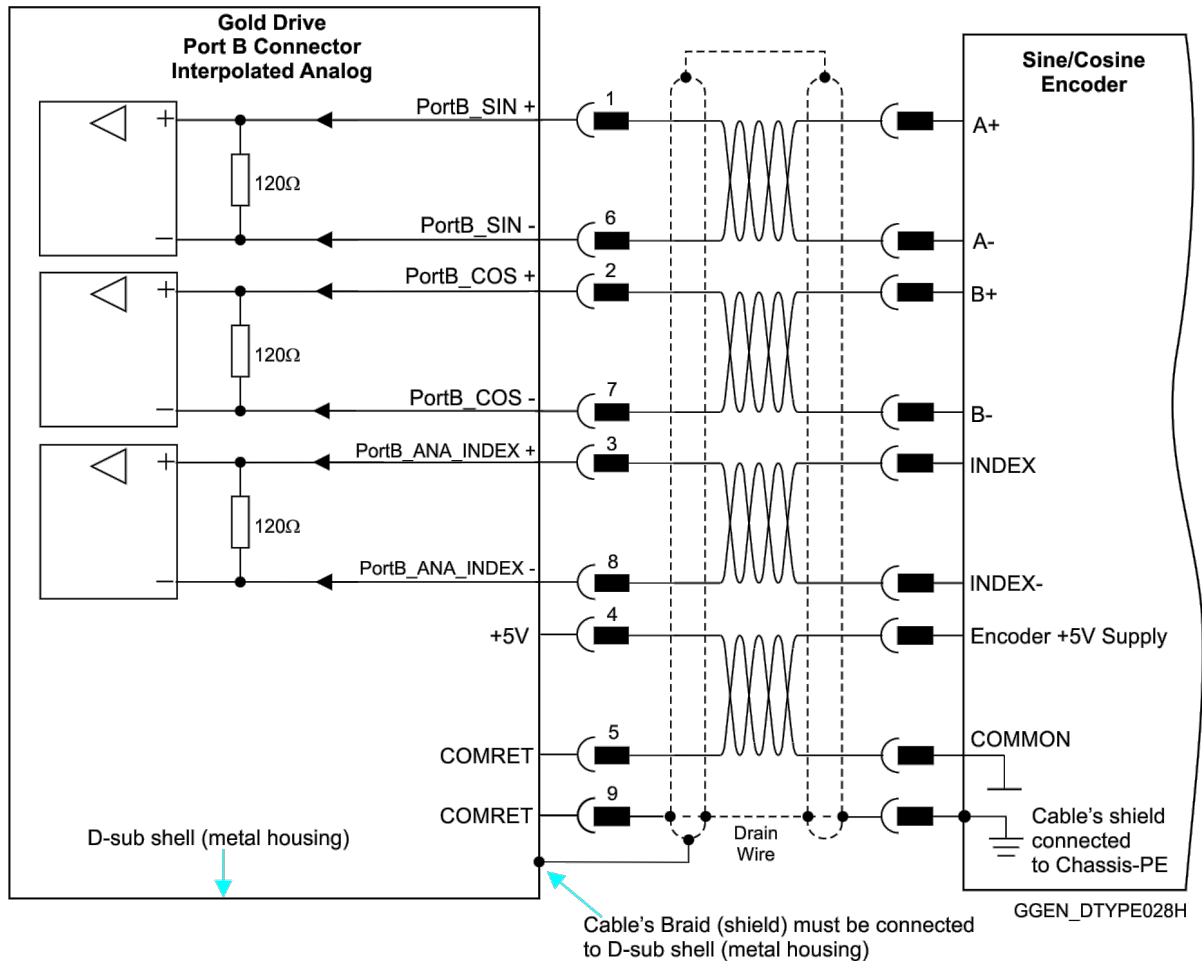 Gold Drive
Port B Connector
Interpolated Analog
Sine/Cosine
Encoder
+
PortB_SIN +
1
A+
120Ω
−
PortB_SIN -
6
A-
+
PortB_COS +
2
B+
120Ω
−
PortB_COS -
7
B-
+
PortB_ANA_INDEX +
3
INDEX
120Ω
−
PortB_ANA_INDEX -
8
INDEX-
+5V
4
Encoder +5V Supply
COMRET
5
COMMON
COMRET
9
Drain
Wire
Cable's shield
connected
to Chassis-PE
D-sub shell (metal housing)
GGEN_DTYPE028H
Cable's Braid (shield) must be connected
to D-sub shell (metal housing)